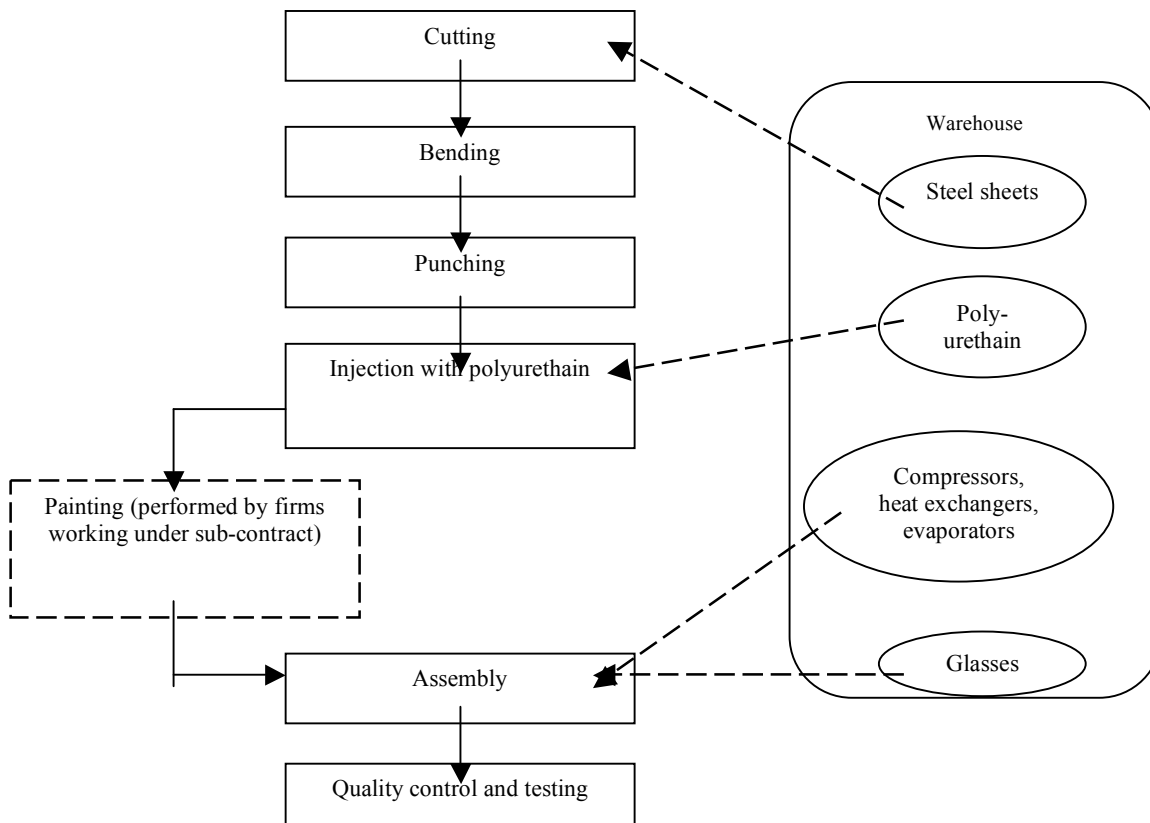 Cutting
Bending
Punching
Injection with polyurethain
Painting (performed by firms
working under sub-contract)
Assembly
Quality control and testing
Warehouse
Steel sheets
Poly-
urethain
Compressors,
heat exchangers,
evaporators
Glasses